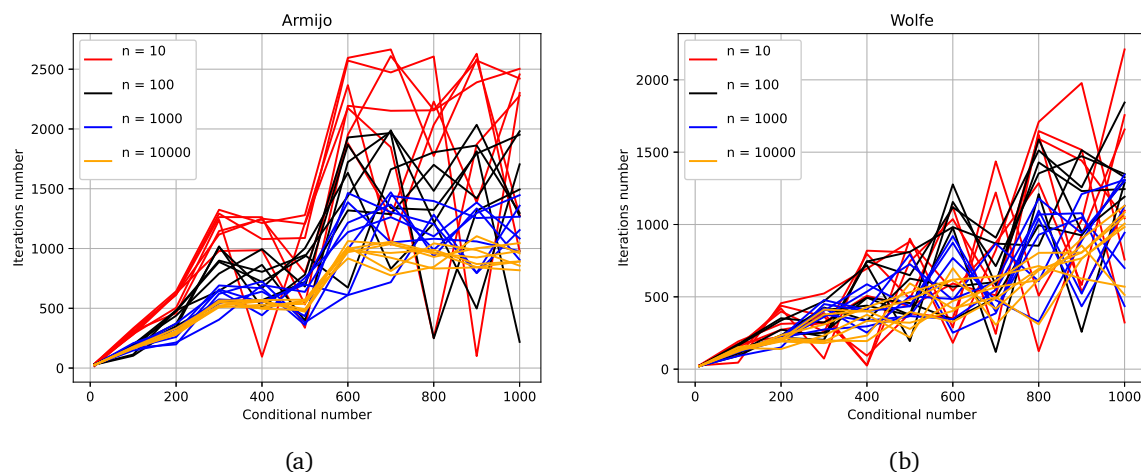 Armijo
n = 10
n = 100
n = 1000
n = 10000
2500
2000
1500
1000
500
0
Iterations number
0 200 400 600 800 1000
Conditional number
(a)
Wolfe
n = 10
n = 100
n = 1000
n = 10000
2000
1500
1000
500
0
Iterations number
0 200 400 600 800 1000
Conditional number
(b)